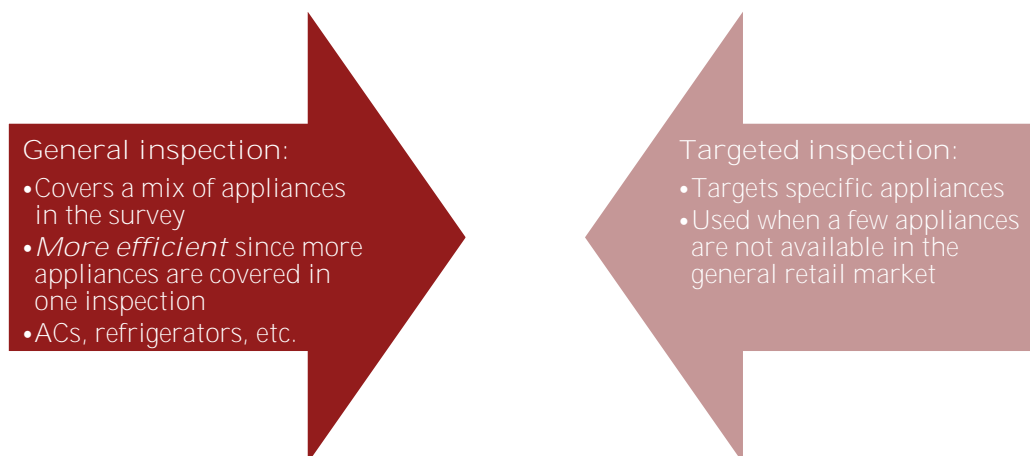 General inspection:
•Covers a mix of appliances
in the survey
•More efficient since more
appliances are covered in
one inspection
•ACs, refrigerators, etc.
Targeted inspection:
•Targets specific appliances
•Used when a few appliances
are not available in the
general retail market